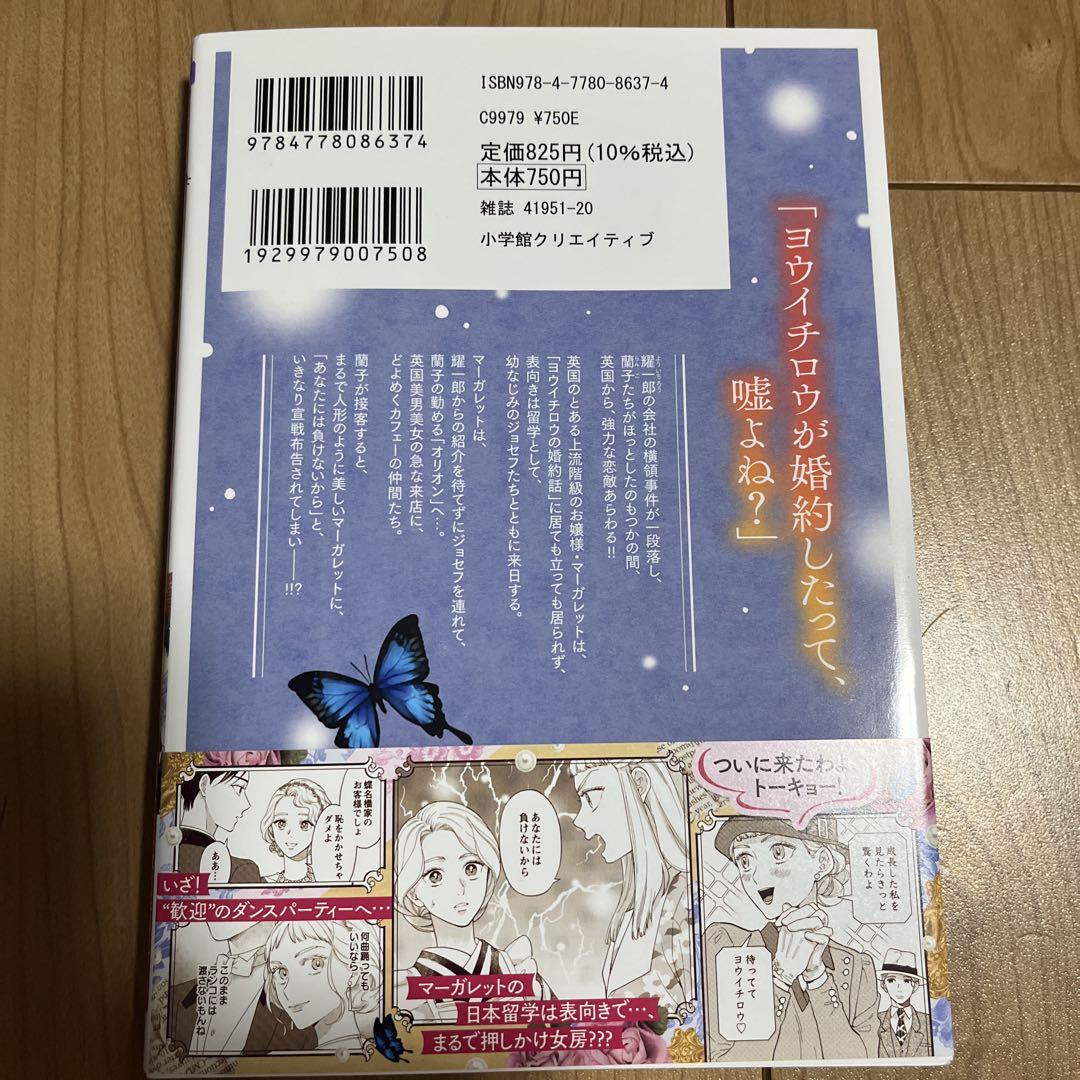 ISBN978-4-7780-8637-4
C9979 ¥750E
定価825円(10%税込)
本体750円
雑誌 41951-20
小学館クリエイティブ
9784778086374
1929979007508
「ヨウイチロウが婚約したって、
嘘よね?」
耀一郎の会社の横領事件が一段落し、
よういちろう
蘭子たちがほっとしたのもつかの間、
らんこ
英国から、強力な恋敵あらわる!!
英国のとある上流階級のお嬢様・マーガレットは、
「ヨウイチロウの婚約話」に居ても立っても居られず、
表向きは留学として、
幼なじみのジョセフたちとともに来日する。
マーガレットは、
耀一郎からの紹介を待てずにジョセフを連れて、
蘭子の勤める「オリオン」へ…。
英国美男美女の急な来店に、
どよめくカフェーの仲間たち。
蘭子が接客すると、
まるで人形のように美しいマーガレットに、
「あなたには負けないから」と、
いきなり宣戦布告されてしまい――!!?
ついに来たわよ
トーキョー!
成長した私を
見たらきっと
驚くわよ
待ってて
ヨウイチロウ♡
あなたには
負けないから
マーガレットの
日本留学は表向きで…、
まるで押しかけ女房???
蝶名橋家の
お客様でしょ
恥をかかせちゃ
ダメよ
ああ…
いざ!
“歓迎”のダンスパーティーへ…
何曲踊っても
いいなら
このまま
ランコには
渡さないもんね